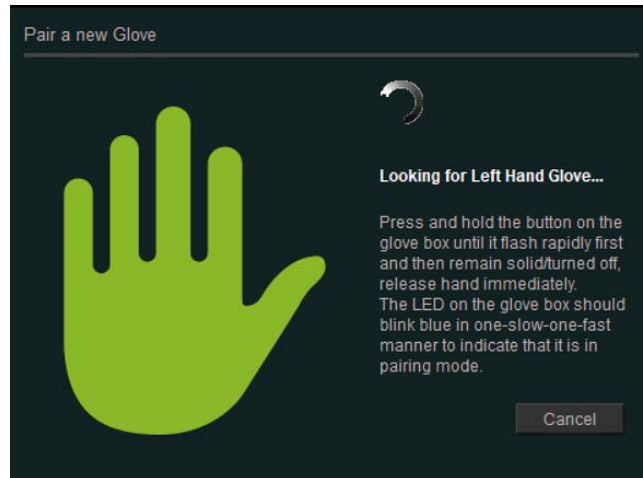 Pair a new Glove
Looking for Left Hand Glove...
Press and hold the button on the
glove box until it flash rapidly first
and then remain solid/turned off,
release hand immediately.
The LED on the glove box should
blink blue in one-slow-one-fast
manner to indicate that it is in
pairing mode.
Cancel